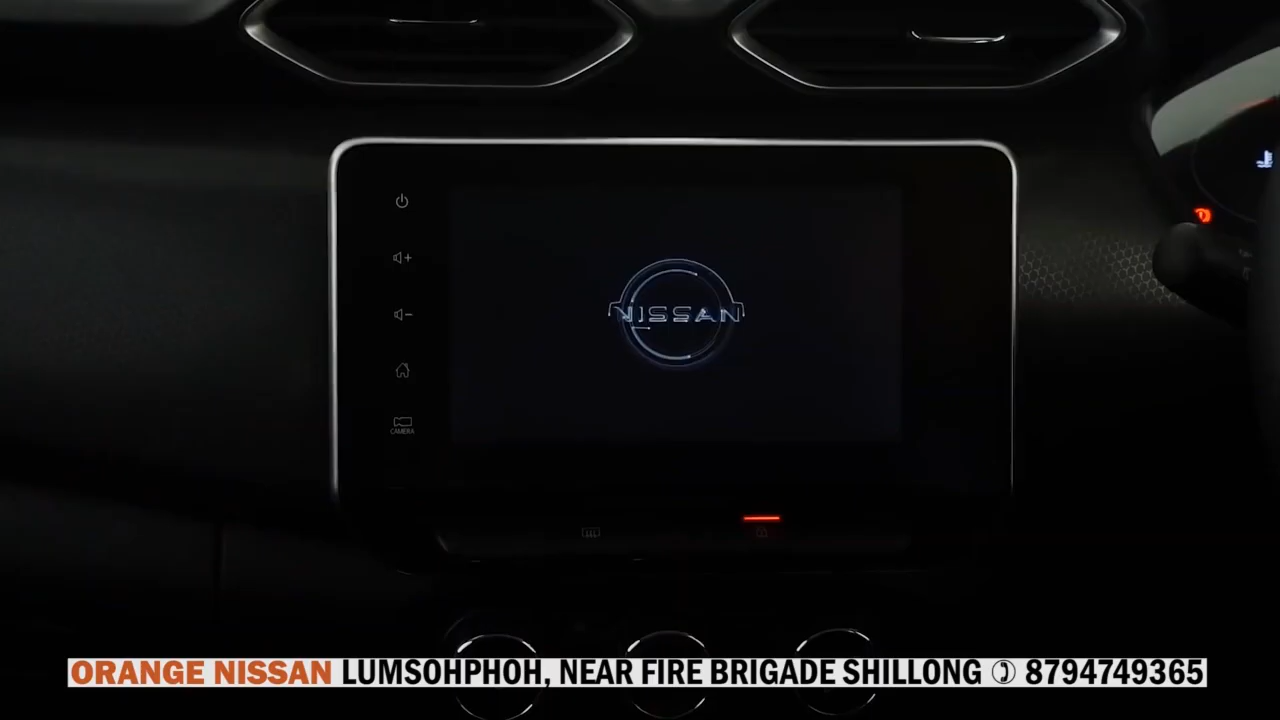 NISSAN
CAMERA
ORANGE NISSAN LUMSOHPHOH, NEAR FIRE BRIGADE SHILLONG ✆ 8794749365